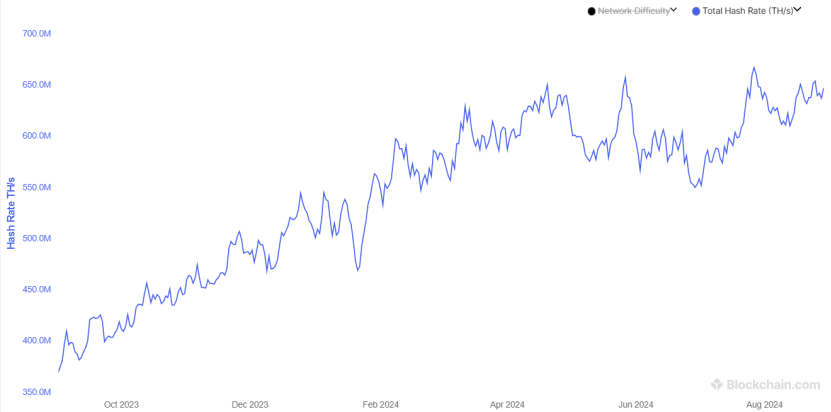 Network Difficulty
Total Hash Rate (TH/s)
700.0M
650.0M
600.0M
550.0M
500.0M
450.0M
400.0M
350.0M
Hash Rate TH/s
Oct 2023
Dec 2023
Feb 2024
Apr 2024
Jun 2024
Aug 2024
Blockchain.com